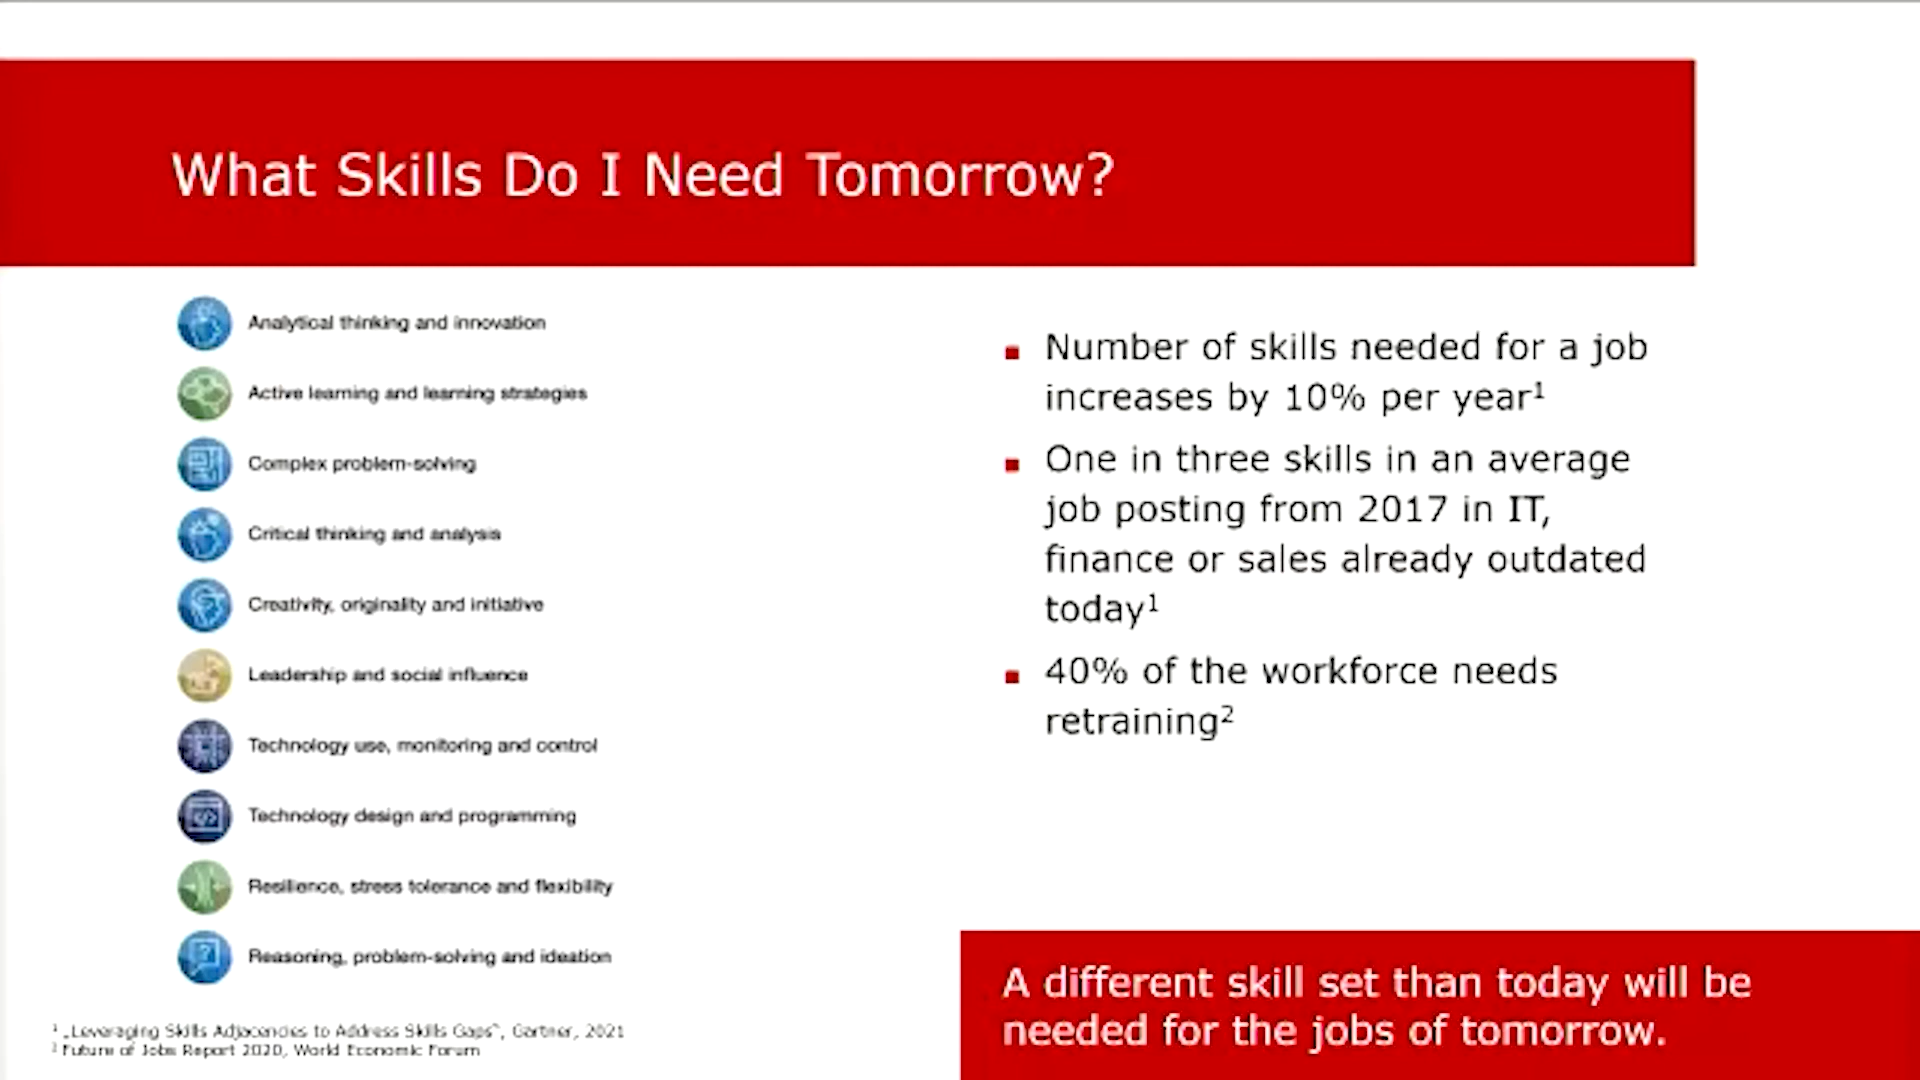 What Skills Do I Need Tomorrow?
Analytical thinking and innovation
Active learning and learning strategies
Complex problem-solving
Critical thinking and analysis
Creativity, originality and initiative
Leadership and social influence
Technology use, monitoring and control
Technology design and programming
Resilience, stress tolerance and flexibility
Reasoning, problem-solving and ideation
▪ Number of skills needed for a job
increases by 10% per year¹
▪ One in three skills in an average
job posting from 2017 in IT,
finance or sales already outdated
today¹
▪ 40% of the workforce needs
retraining²
A different skill set than today will be
needed for the jobs of tomorrow.
¹ „Leveraging Skills Adjacencies to Address Skills Gaps“, Gartner, 2021
² Future of Jobs Report 2020, World Economic Forum